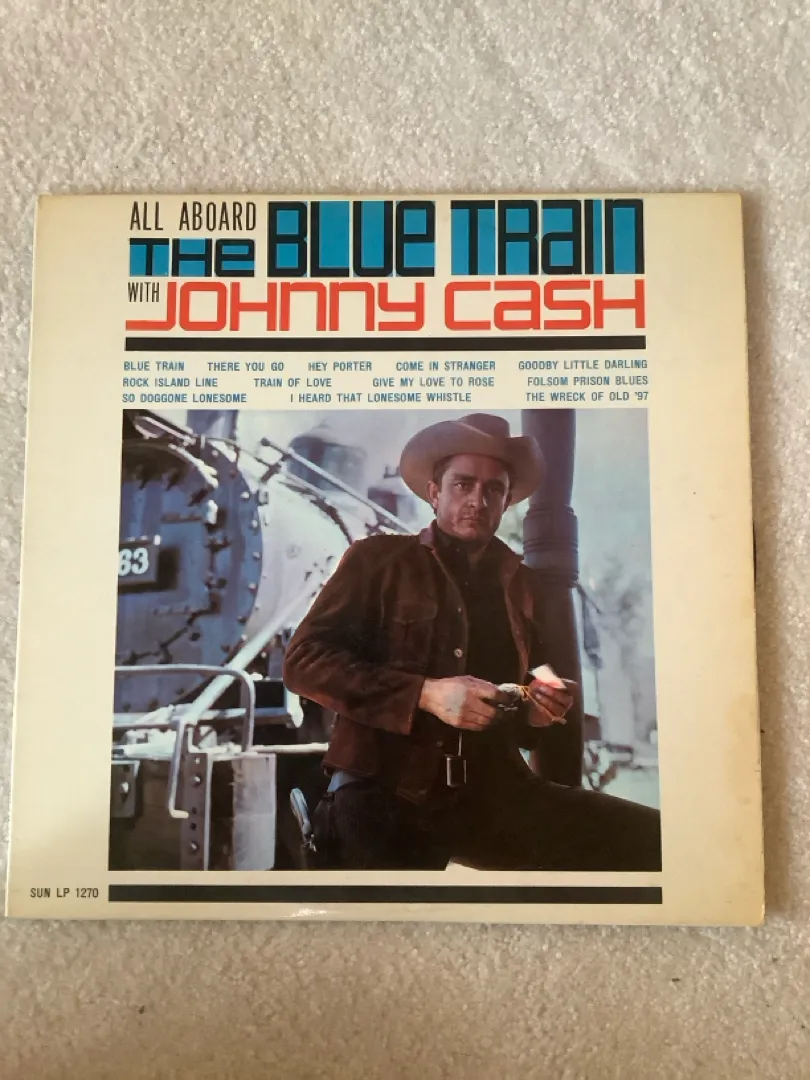 ALL ABOARD
THE BLUE TRAIN
WITH JOHNNY CASH
BLUE TRAIN THERE YOU GO HEY PORTER COME IN STRANGER GOODBY LITTLE DARLING
ROCK ISLAND LINE TRAIN OF LOVE GIVE MY LOVE TO ROSE FOLSOM PRISON BLUES
SO DOGGONE LONESOME I HEARD THAT LONESOME WHISTLE THE WRECK OF OLD '97
83
SUN LP 1270